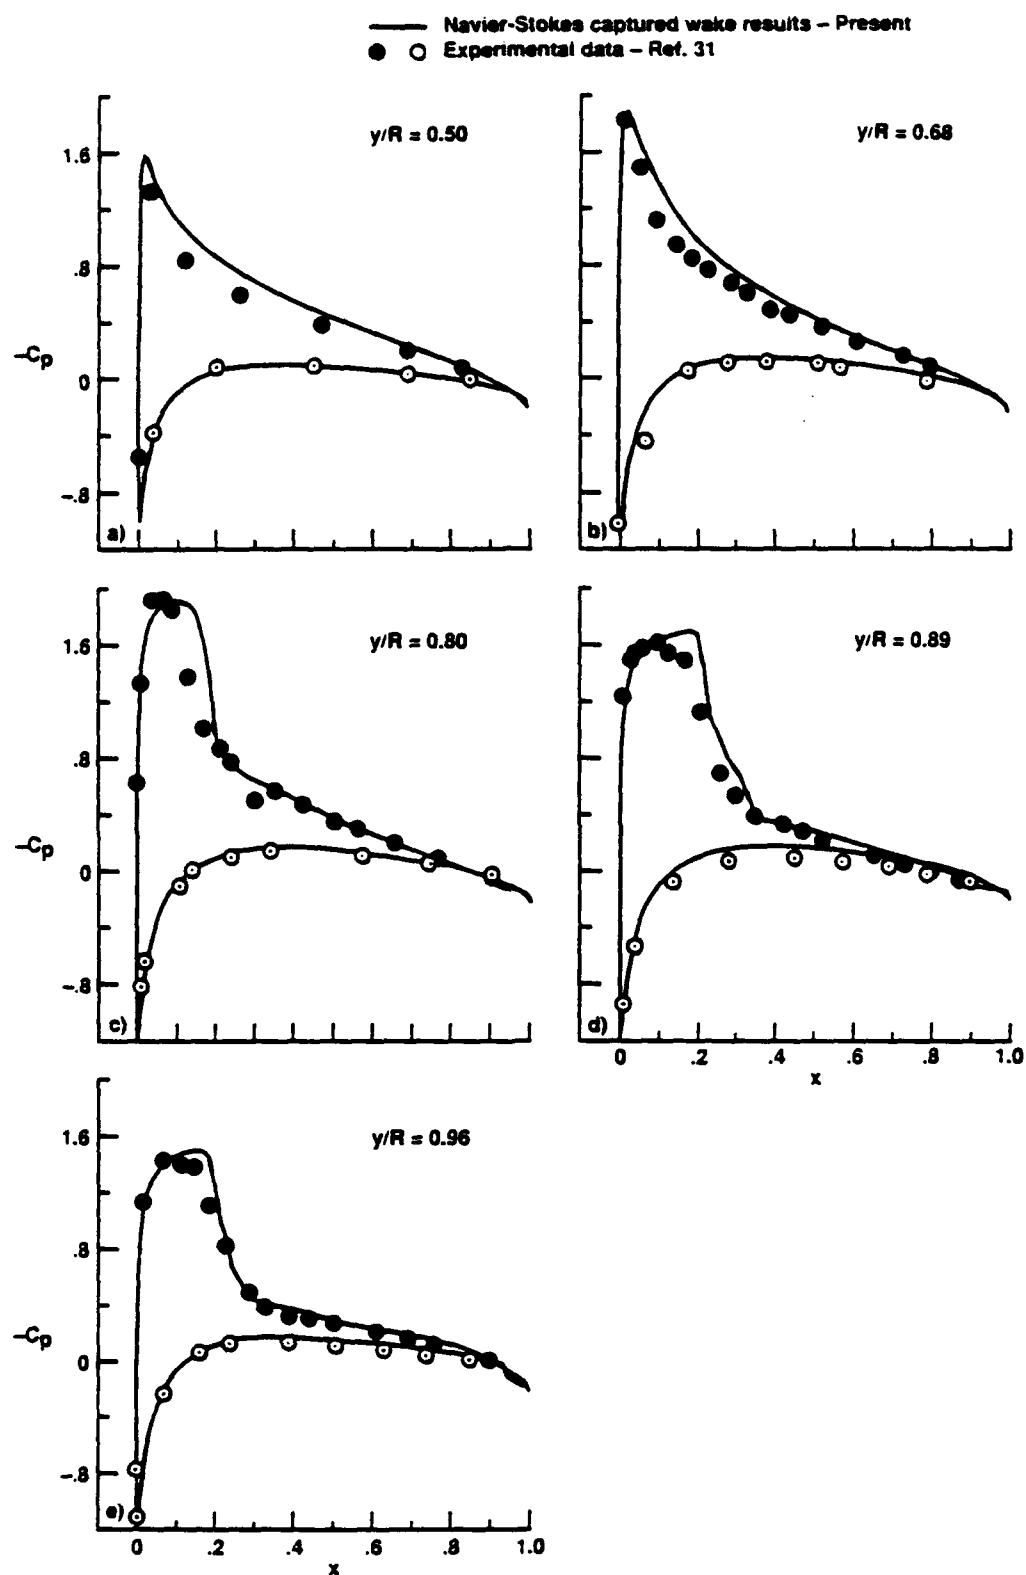 Navier-Stokes captured wake results – Present
Experimental data – Ref. 31
y/R = 0.50
y/R = 0.68
1.6
.8
–Cp
0
–.8
a)
b)
y/R = 0.80
y/R = 0.89
1.6
.8
–Cp
0
–.8
c)
d)
0 .2 .4 .6 .8 1.0
x
y/R = 0.96
1.6
.8
–Cp
0
–.8
e)
0 .2 .4 .6 .8 1.0
x